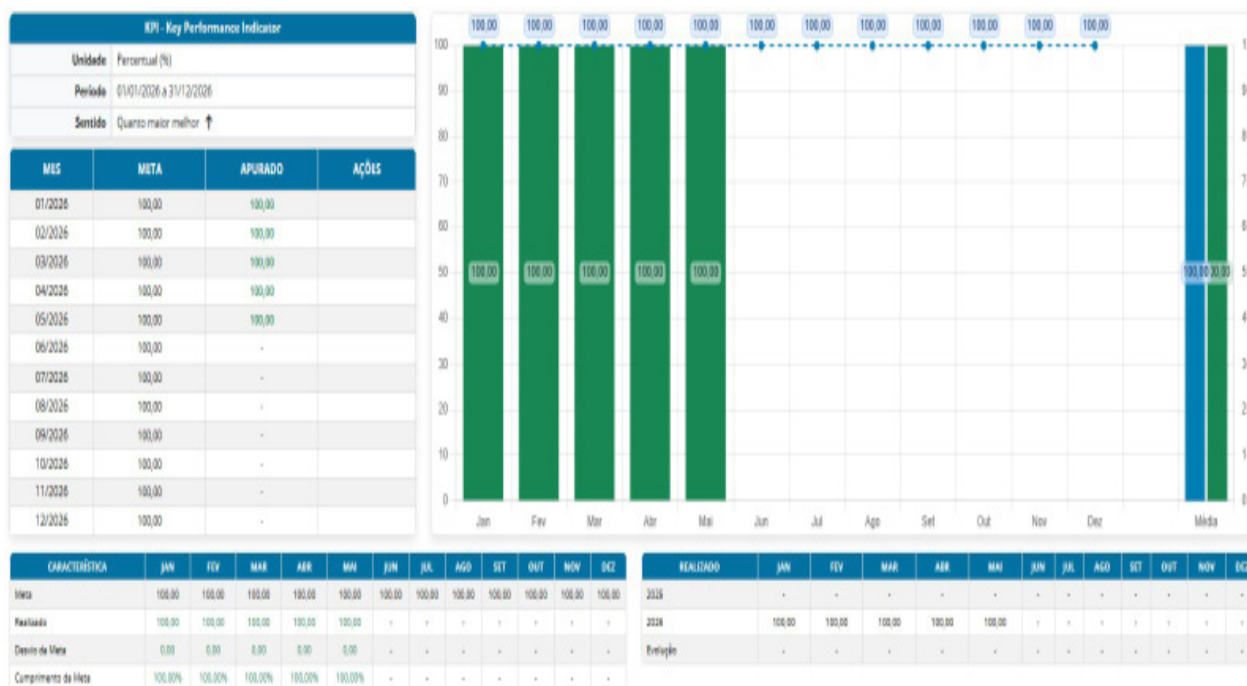 KPI - Key Performance Indicator
Unidade Percentual (%)
Período 01/01/2026 a 31/12/2026
Sentido Quanto maior melhor ↑
MES META APURADO AÇÕES
01/2026 100,00 100,00
02/2026 100,00 100,00
03/2026 100,00 100,00
04/2026 100,00 100,00
05/2026 100,00 100,00
06/2026 100,00 -
07/2026 100,00 -
08/2026 100,00 -
09/2026 100,00 -
10/2026 100,00 -
11/2026 100,00 -
12/2026 100,00 -
100,00 100,00 100,00 100,00 100,00 100,00 100,00 100,00 100,00 100,00 100,00 100,00
100
90
80
70
60
50 100,00 100,00 100,00 100,00 100,00 100,00
40
30
20
10
0
Jan Fev Mar Abr Mai Jun Jul Ago Set Out Nov Dez Média
CARACTERÍSTICA JAN FEV MAR ABR MAI JUN JUL AGO SET OUT NOV DEZ
Meta 100,00 100,00 100,00 100,00 100,00 100,00 100,00 100,00 100,00 100,00 100,00 100,00
Realizado 100,00 100,00 100,00 100,00 100,00 - - - - - - -
Desvio da Meta 0,00 0,00 0,00 0,00 0,00 - - - - - - -
Cumprimento da Meta 100,00% 100,00% 100,00% 100,00% 100,00% - - - - - - -
REALIZADO JAN FEV MAR ABR MAI JUN JUL AGO SET OUT NOV DEZ
2025 - - - - - - - - - - - -
2026 100,00 100,00 100,00 100,00 100,00 - - - - - - -
Evolução - - - - - - - - - - - -